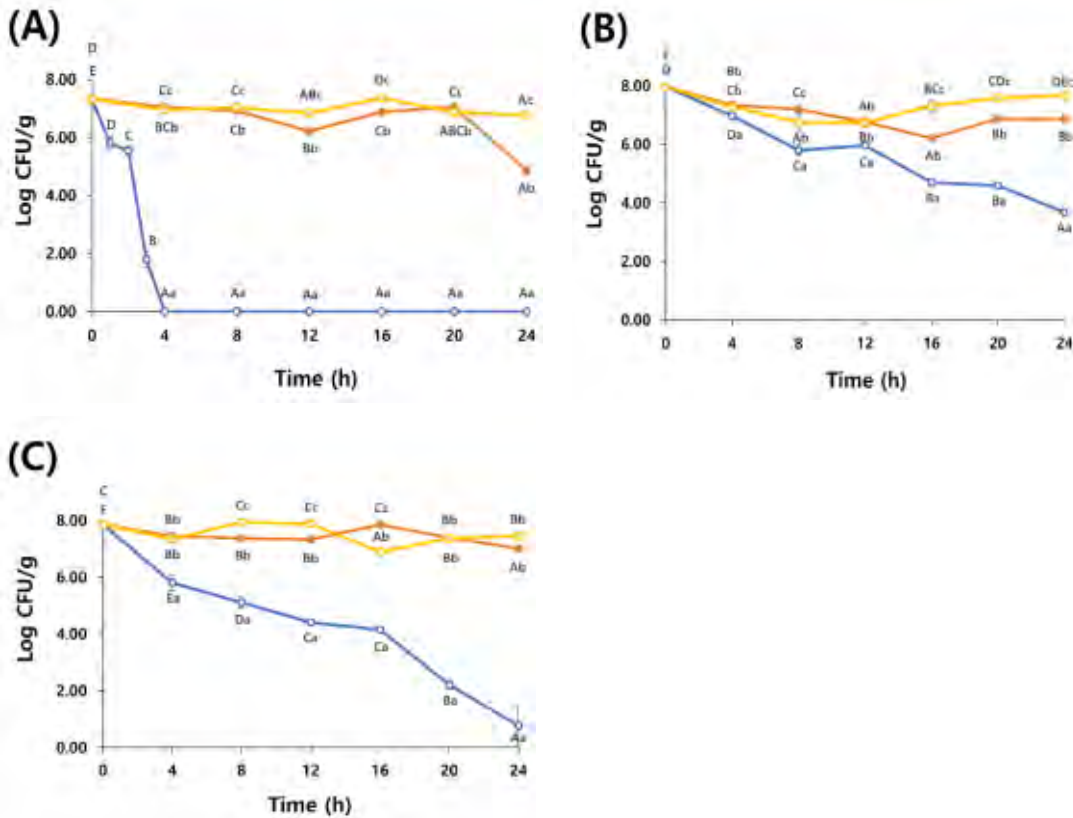 (A)
D
E
8.00
6.00
4.00
2.00
0.00
Log CFU/g
D
C
B
Cc
Cc
ABc
Cc
Ac
BCb
Cb
Bb
Cb
ABCb
Ab
Aa
Aa
Aa
Aa
Aa
Aa
0
4
8
12
16
20
24
Time (h)
(B)
8.00
6.00
4.00
2.00
0.00
Log CFU/g
Bb
Cb
Cc
Ab
BCc
CDc
Da
Ab
Bb
Ab
Bb
Bb
Ca
Ca
Ba
Ba
Aa
0
4
8
12
16
20
24
Time (h)
(C)
C
8.00
6.00
4.00
2.00
0.00
Log CFU/g
Bb
Cc
Cc
Cc
Bb
Bb
Bb
Bb
Bb
Ab
Bb
Ab
Ea
Da
Ca
Ca
Ba
Aa
0
4
8
12
16
20
24
Time (h)